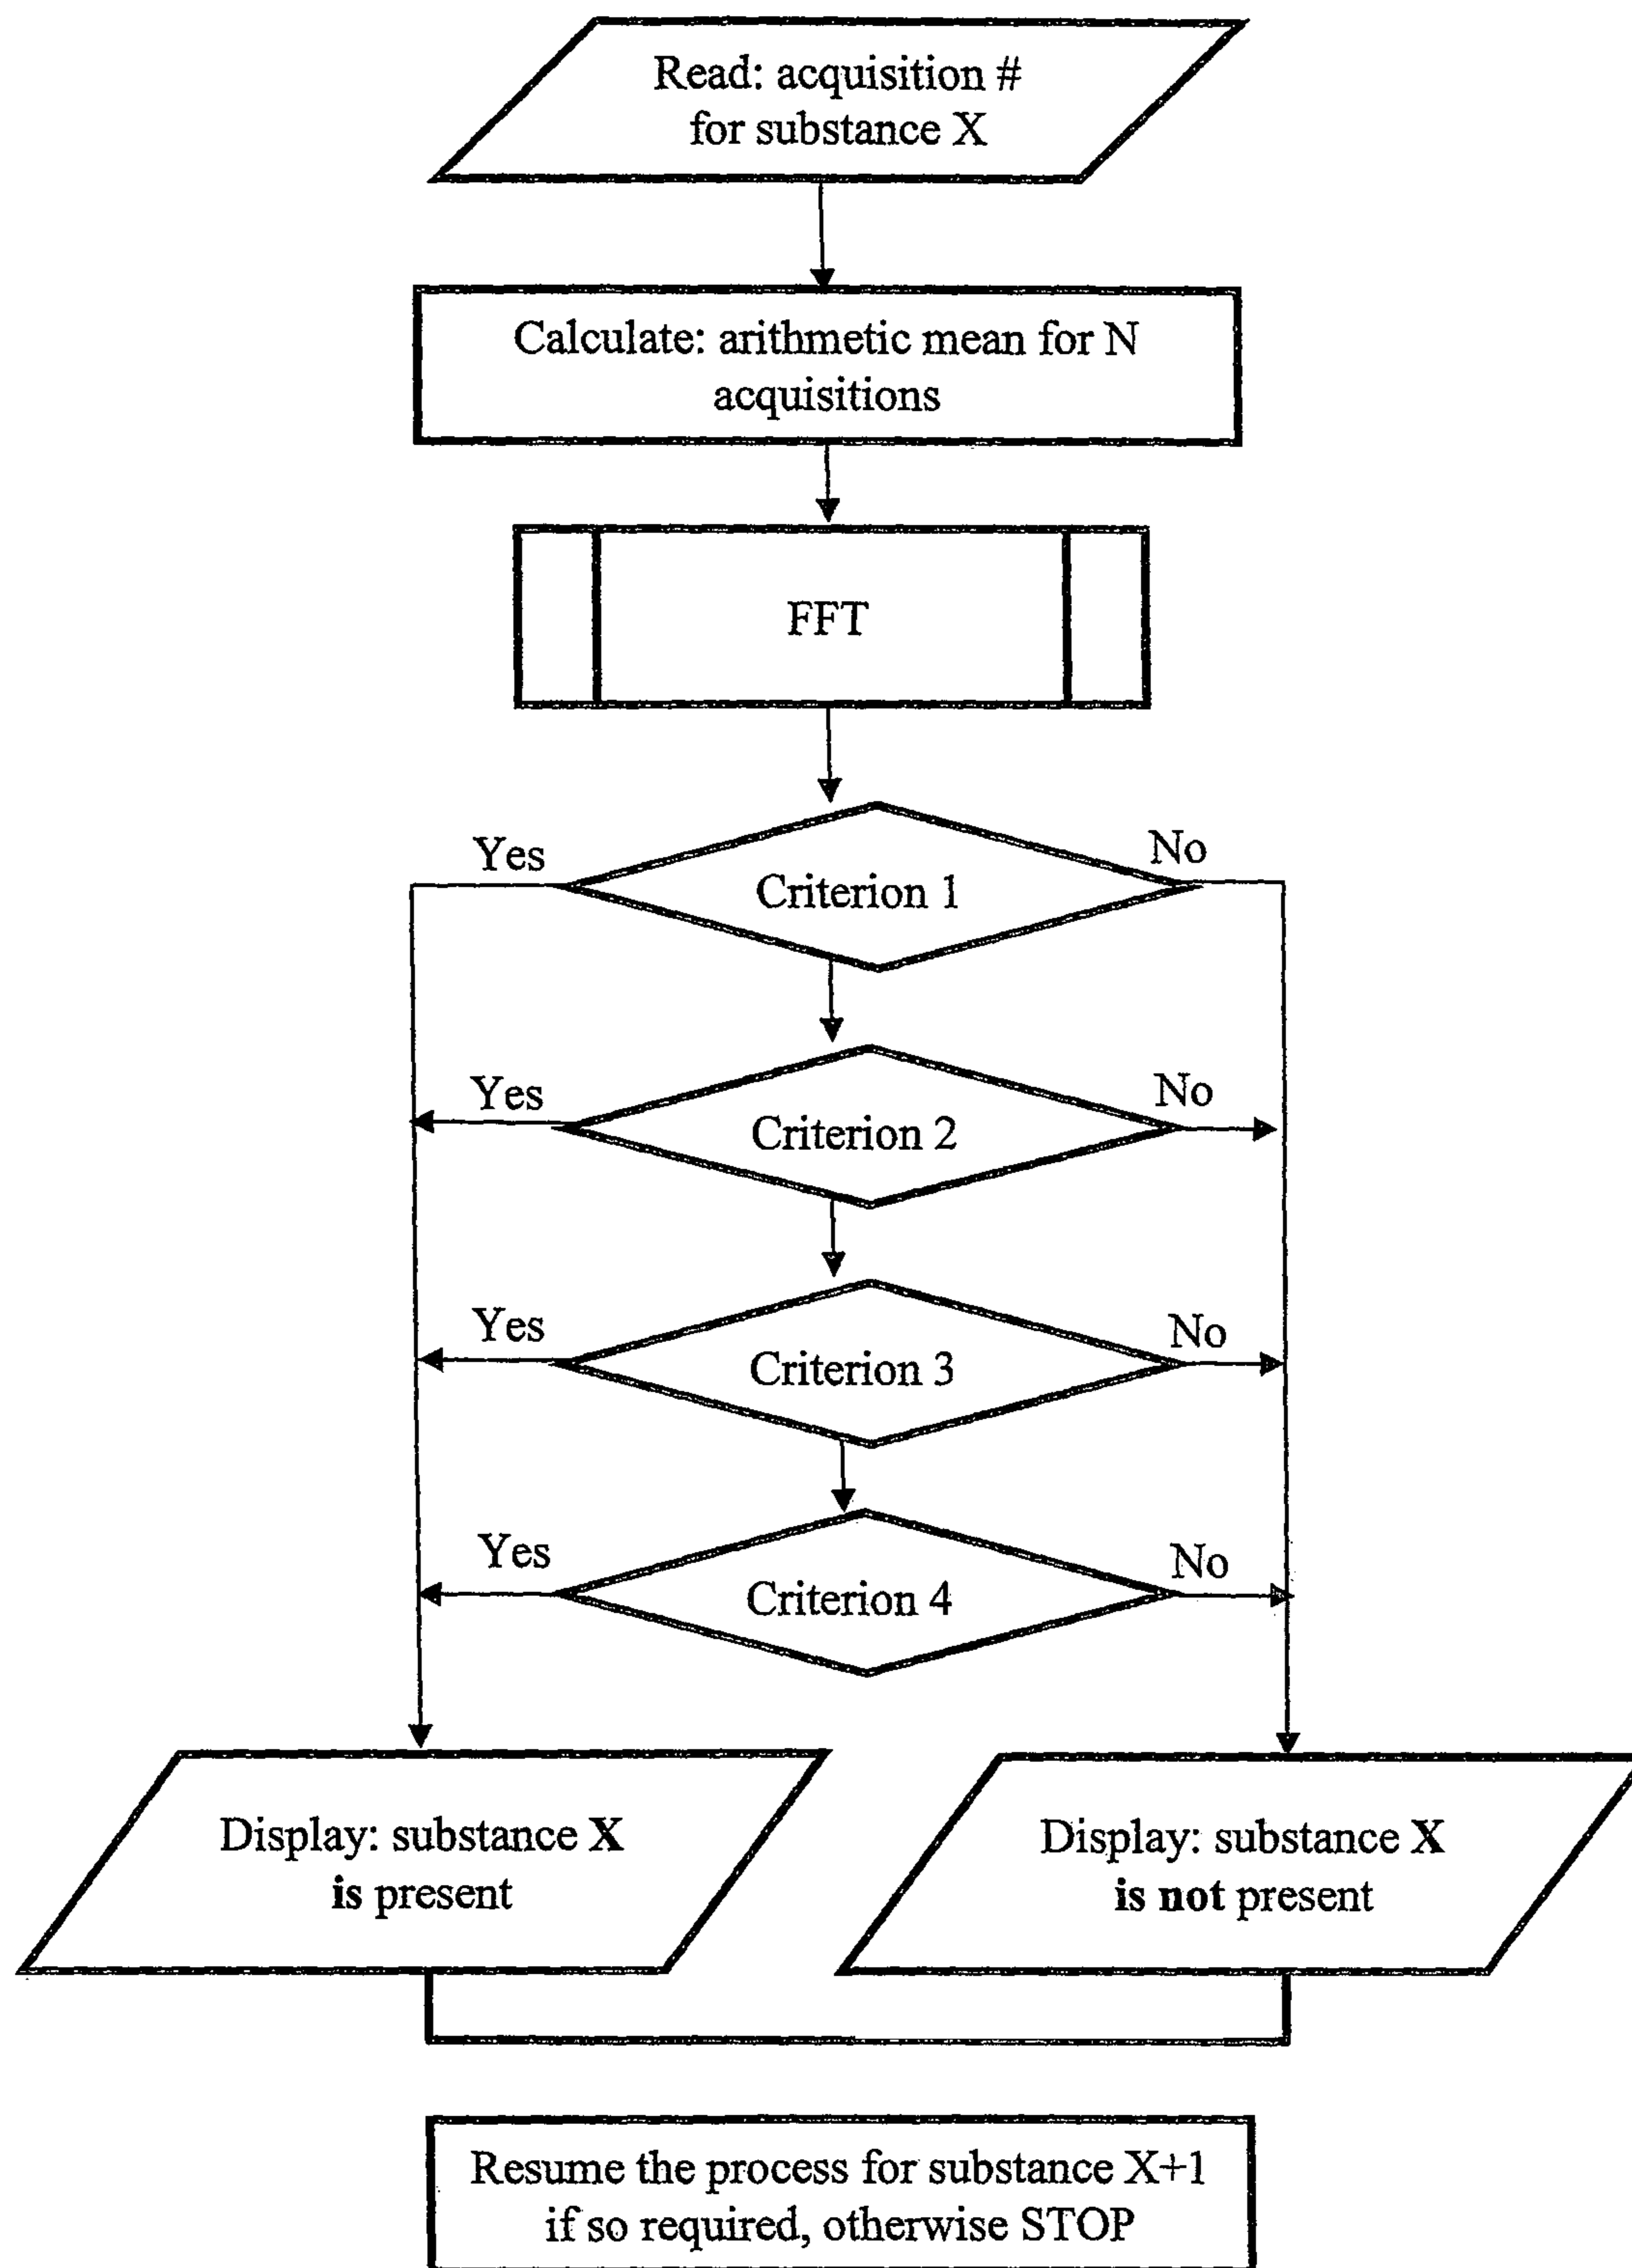 Read: acquisition #
for substance X
Calculate: arithmetic mean for N
acquisitions
FFT
Yes
No
Criterion 1
Yes
No
Criterion 2
Yes
No
Criterion 3
Yes
No
Criterion 4
Display: substance X
is present
Display: substance X
is not present
Resume the process for substance X+1
if so required, otherwise STOP